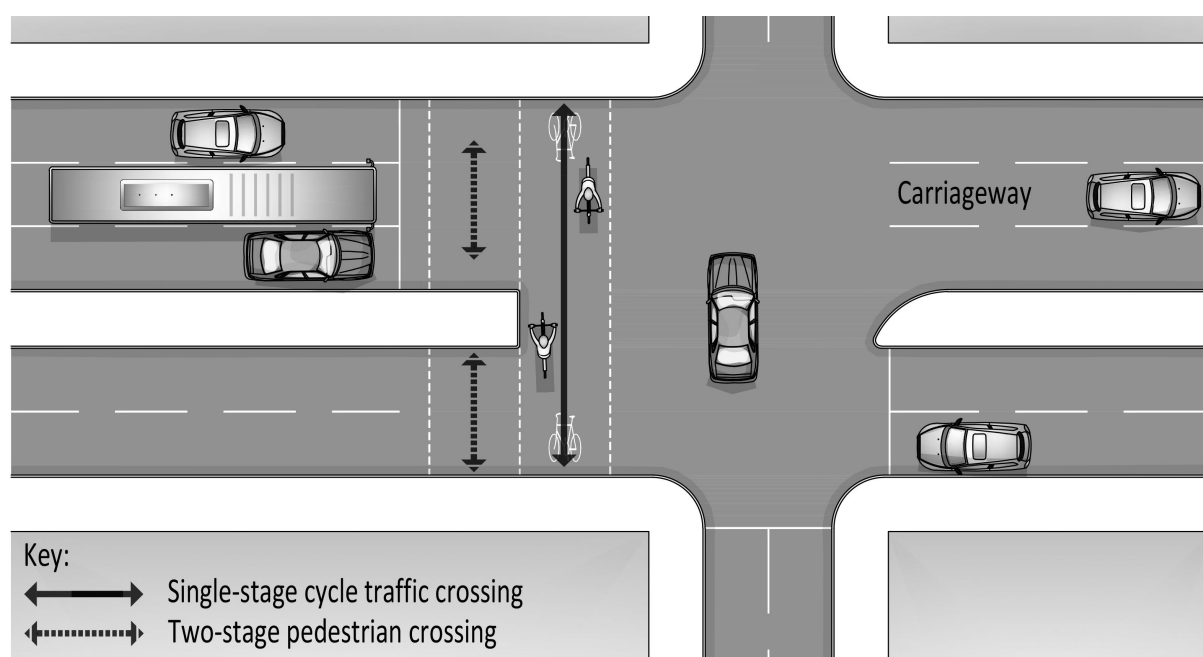 Carriageway
Key:
Single-stage cycle traffic crossing
Two-stage pedestrian crossing